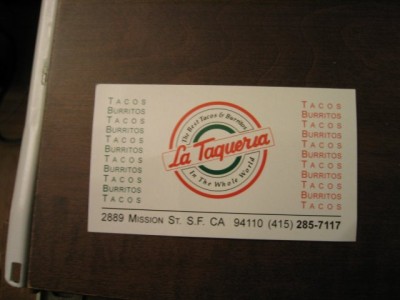 TACOS
BURRITOS
TACOS
BURRITOS
TACOS
BURRITOS
TACOS
BURRITOS
TACOS
BURRITOS
TACOS
The Best Tacos & Burritos
La Taqueria
In The Whole World
TACOS
BURRITOS
TACOS
BURRITOS
TACOS
BURRITOS
TACOS
BURRITOS
TACOS
BURRITOS
TACOS
2889 MISSION ST. S.F. CA 94110 (415) 285-7117